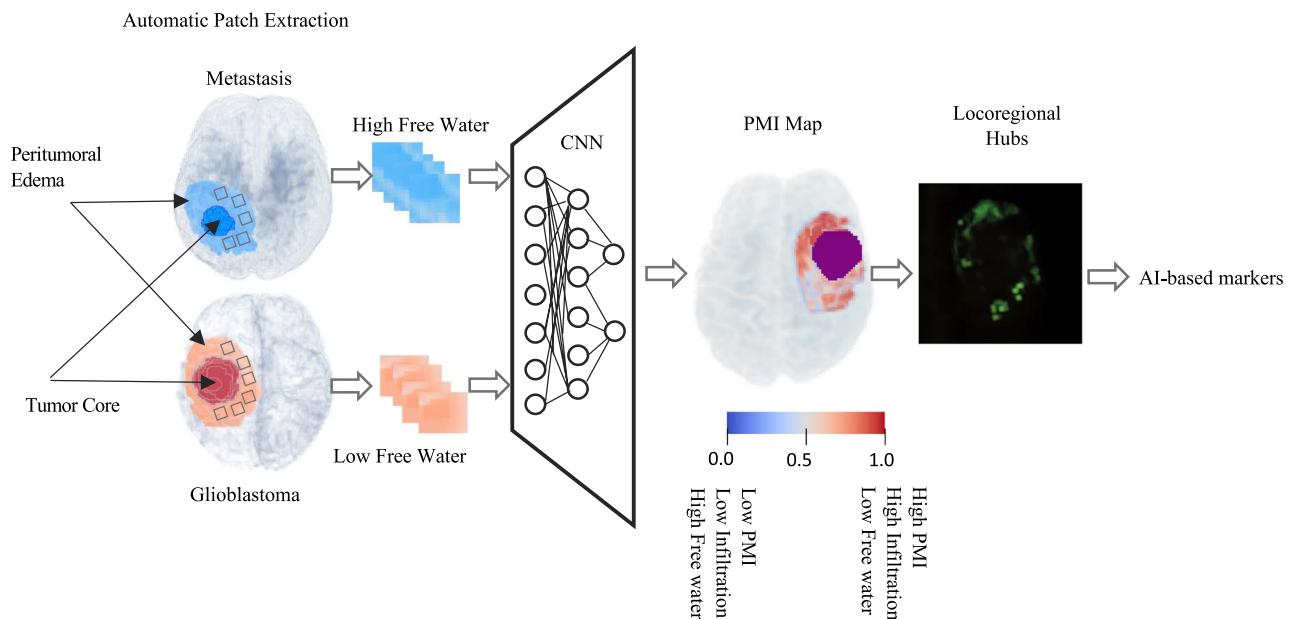 Automatic Patch Extraction
Metastasis
Peritumoral
Edema
Tumor Core
Glioblastoma
High Free Water
Low Free Water
CNN
PMI Map
0.0
0.5
1.0
Low PMI
Low Infiltration
High Free water
High PMI
High Infiltration
Low Free water
Locoregional
Hubs
AI-based markers